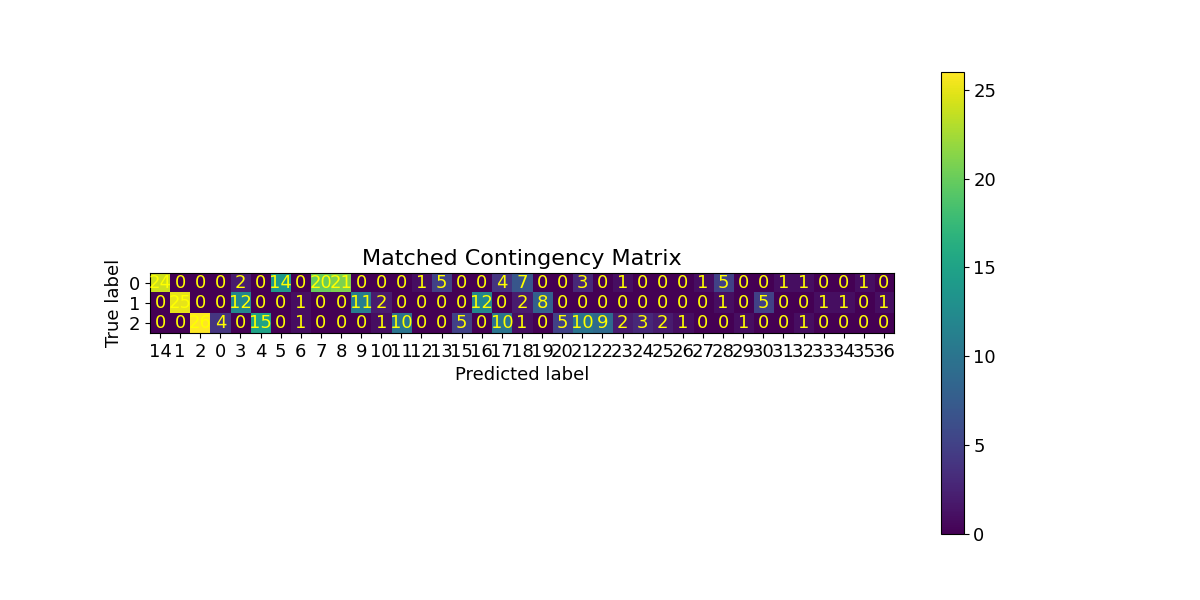 Matched Contingency Matrix
True label
0 24 0 0 0 2 0 14 0 20 21 0 0 0 1 5 0 0 4 7 0 0 3 0 1 0 0 0 1 5 0 0 1 1 0 0 1 0
1 0 25 0 0 12 0 0 1 0 0 11 2 0 0 0 0 12 0 2 8 0 0 0 0 0 0 0 0 1 0 5 0 0 1 1 0 1
2 0 0 4 0 15 0 1 0 0 0 1 10 0 0 5 0 10 1 0 5 10 9 2 3 2 1 0 0 1 0 0 1 0 0 0 0
14 1 2 0 3 4 5 6 7 8 9 10 11 12 13 15 16 17 18 19 20 21 22 23 24 25 26 27 28 29 30 31 32 33 34 35 36
Predicted label
25
20
15
10
5
0